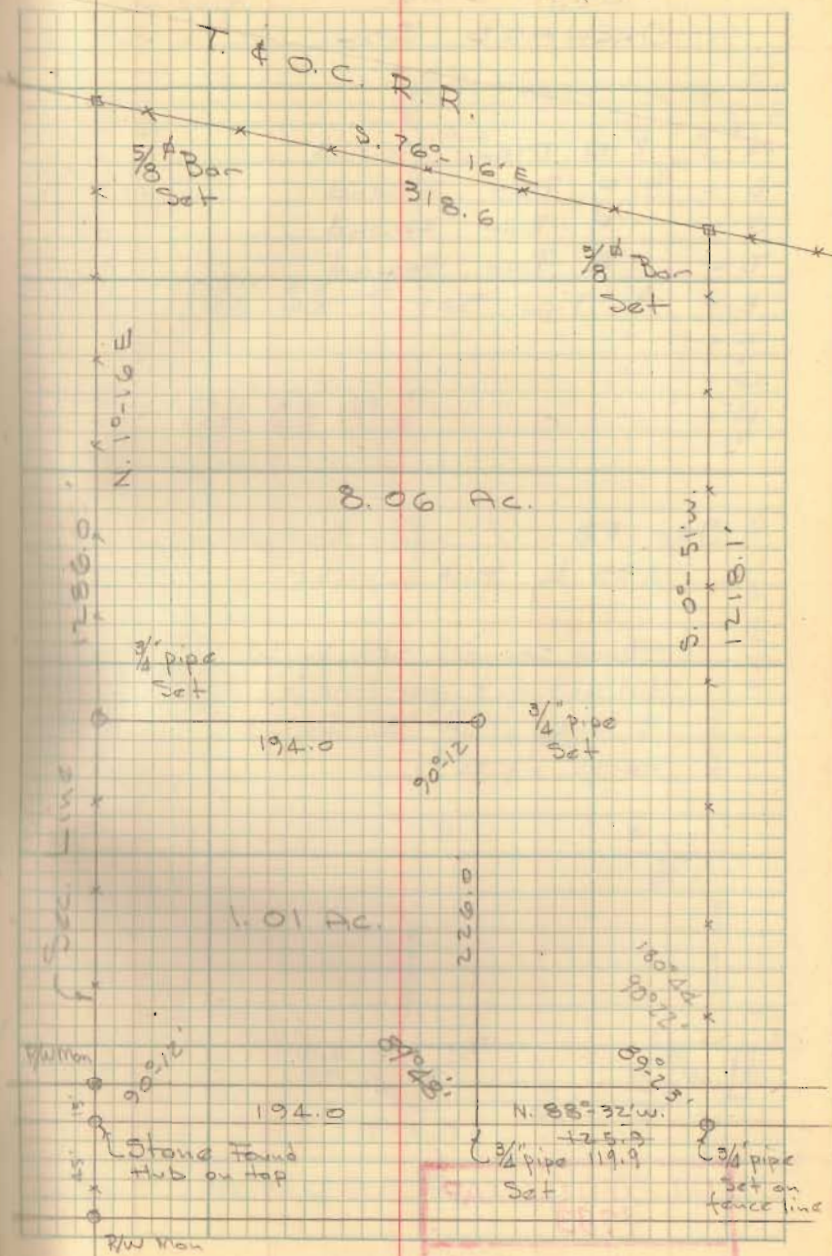 T. & O. C. R. R.
5/8" ⌀ Bar
Set
S. 76°-16' E
318.6
5/8" ⌀ Bar
Set
N. 1°-16 E
1286.0'
8.06 Ac.
S. 0°-51' W.
1218.1'
3/4" pipe
Set
194.0
90°-12
3/4" pipe
Set
Sec. Line
1.01 Ac.
226.0'
180°44
90°22'
R/W Mon
90°-12'
89°48'
89°-23'
15'
194.0
N. 88°-32' W.
125.9
119.9
Stone Found
Hub on top
3/4" pipe
Set
3/4" pipe
Set on
fence line
45'
R/W Mon